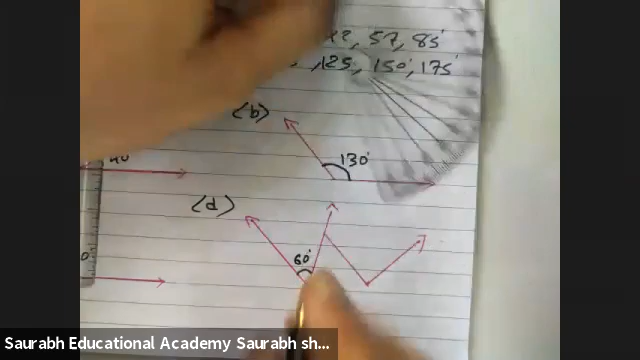 57, 85°
,125, 150°, 175°
(b)
130°
40°
(d)
60°
Saurabh Educational Academy Saurabh sh...